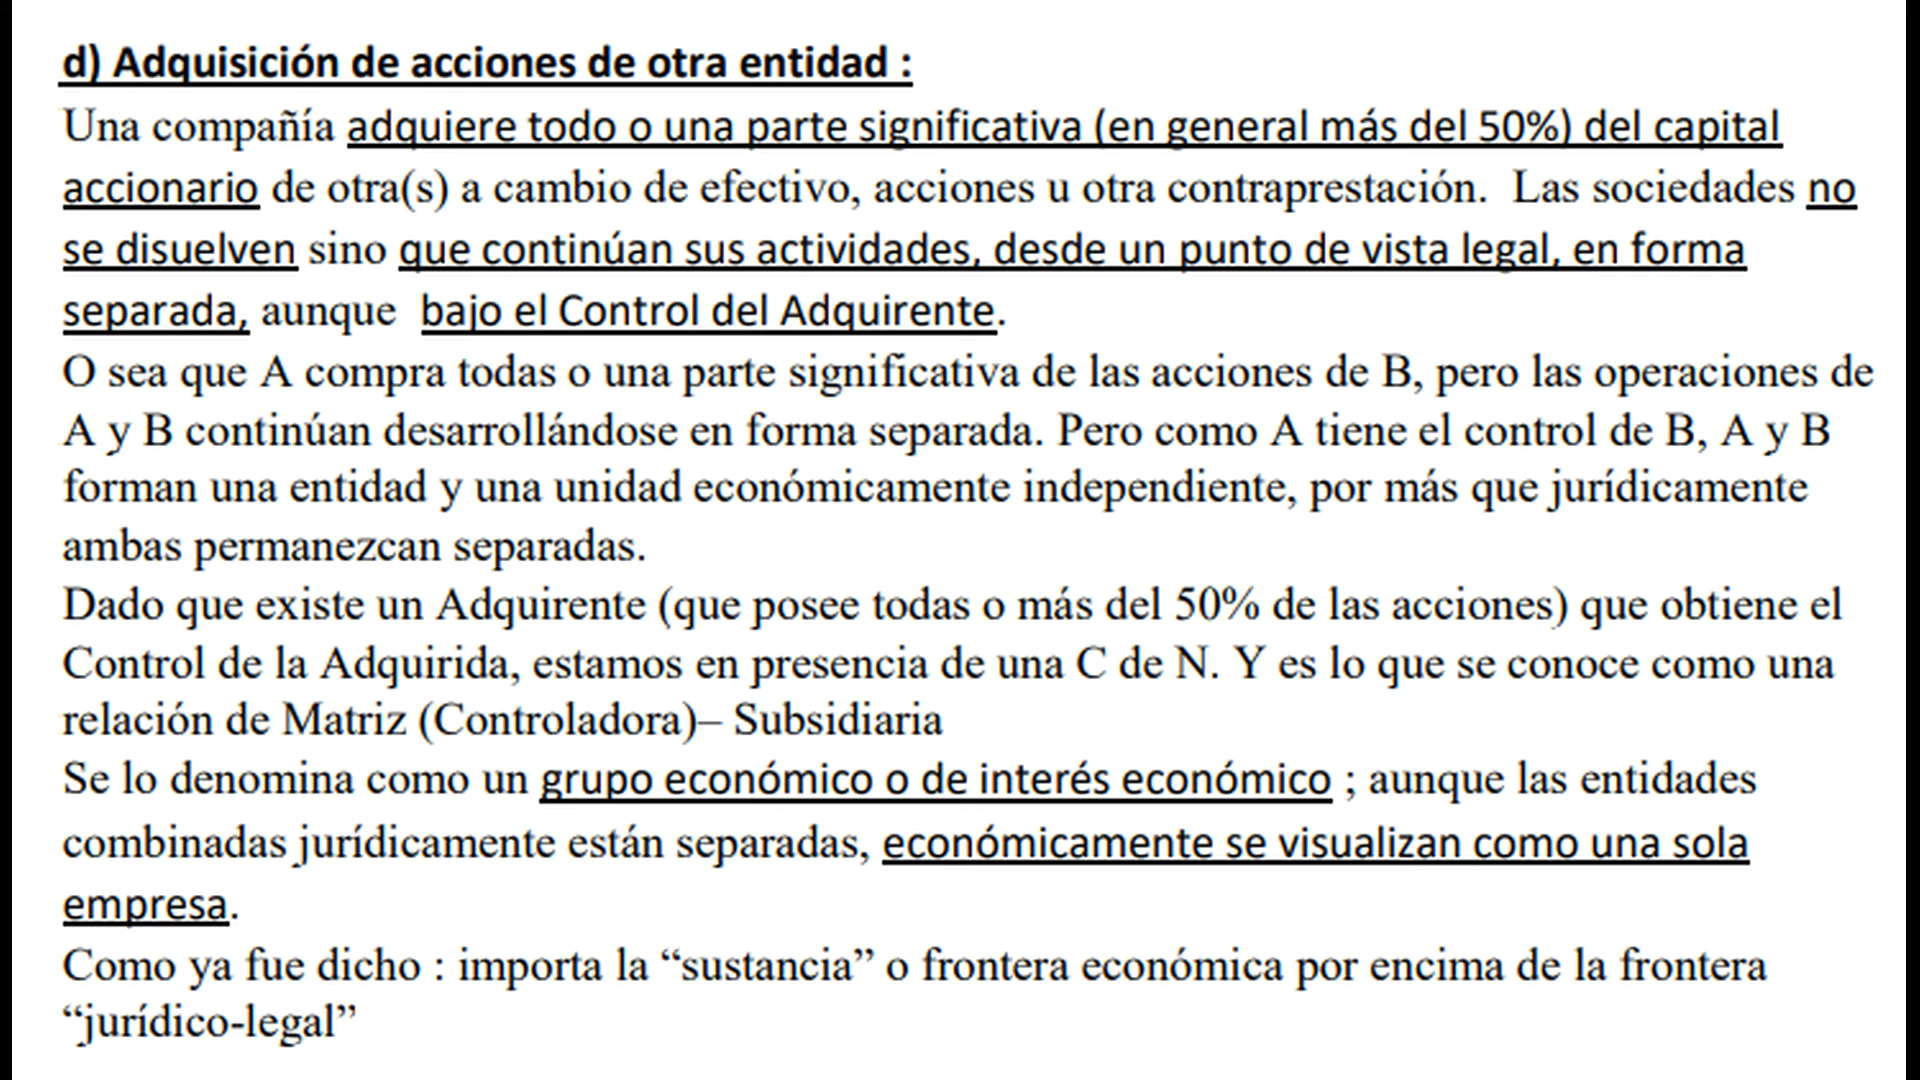 d) Adquisición de acciones de otra entidad :
Una compañía adquiere todo o una parte significativa (en general más del 50%) del capital
accionario de otra(s) a cambio de efectivo, acciones u otra contraprestación.  Las sociedades no
se disuelven sino que continúan sus actividades, desde un punto de vista legal, en forma
separada, aunque  bajo el Control del Adquirente.
O sea que A compra todas o una parte significativa de las acciones de B, pero las operaciones de
A y B continúan desarrollándose en forma separada. Pero como A tiene el control de B, A y B
forman una entidad y una unidad económicamente independiente, por más que jurídicamente
ambas permanezcan separadas.
Dado que existe un Adquirente (que posee todas o más del 50% de las acciones) que obtiene el
Control de la Adquirida, estamos en presencia de una C de N. Y es lo que se conoce como una
relación de Matriz (Controladora)– Subsidiaria
Se lo denomina como un grupo económico o de interés económico ; aunque las entidades
combinadas jurídicamente están separadas, económicamente se visualizan como una sola
empresa.
Como ya fue dicho : importa la “sustancia” o frontera económica por encima de la frontera
“jurídico-legal”